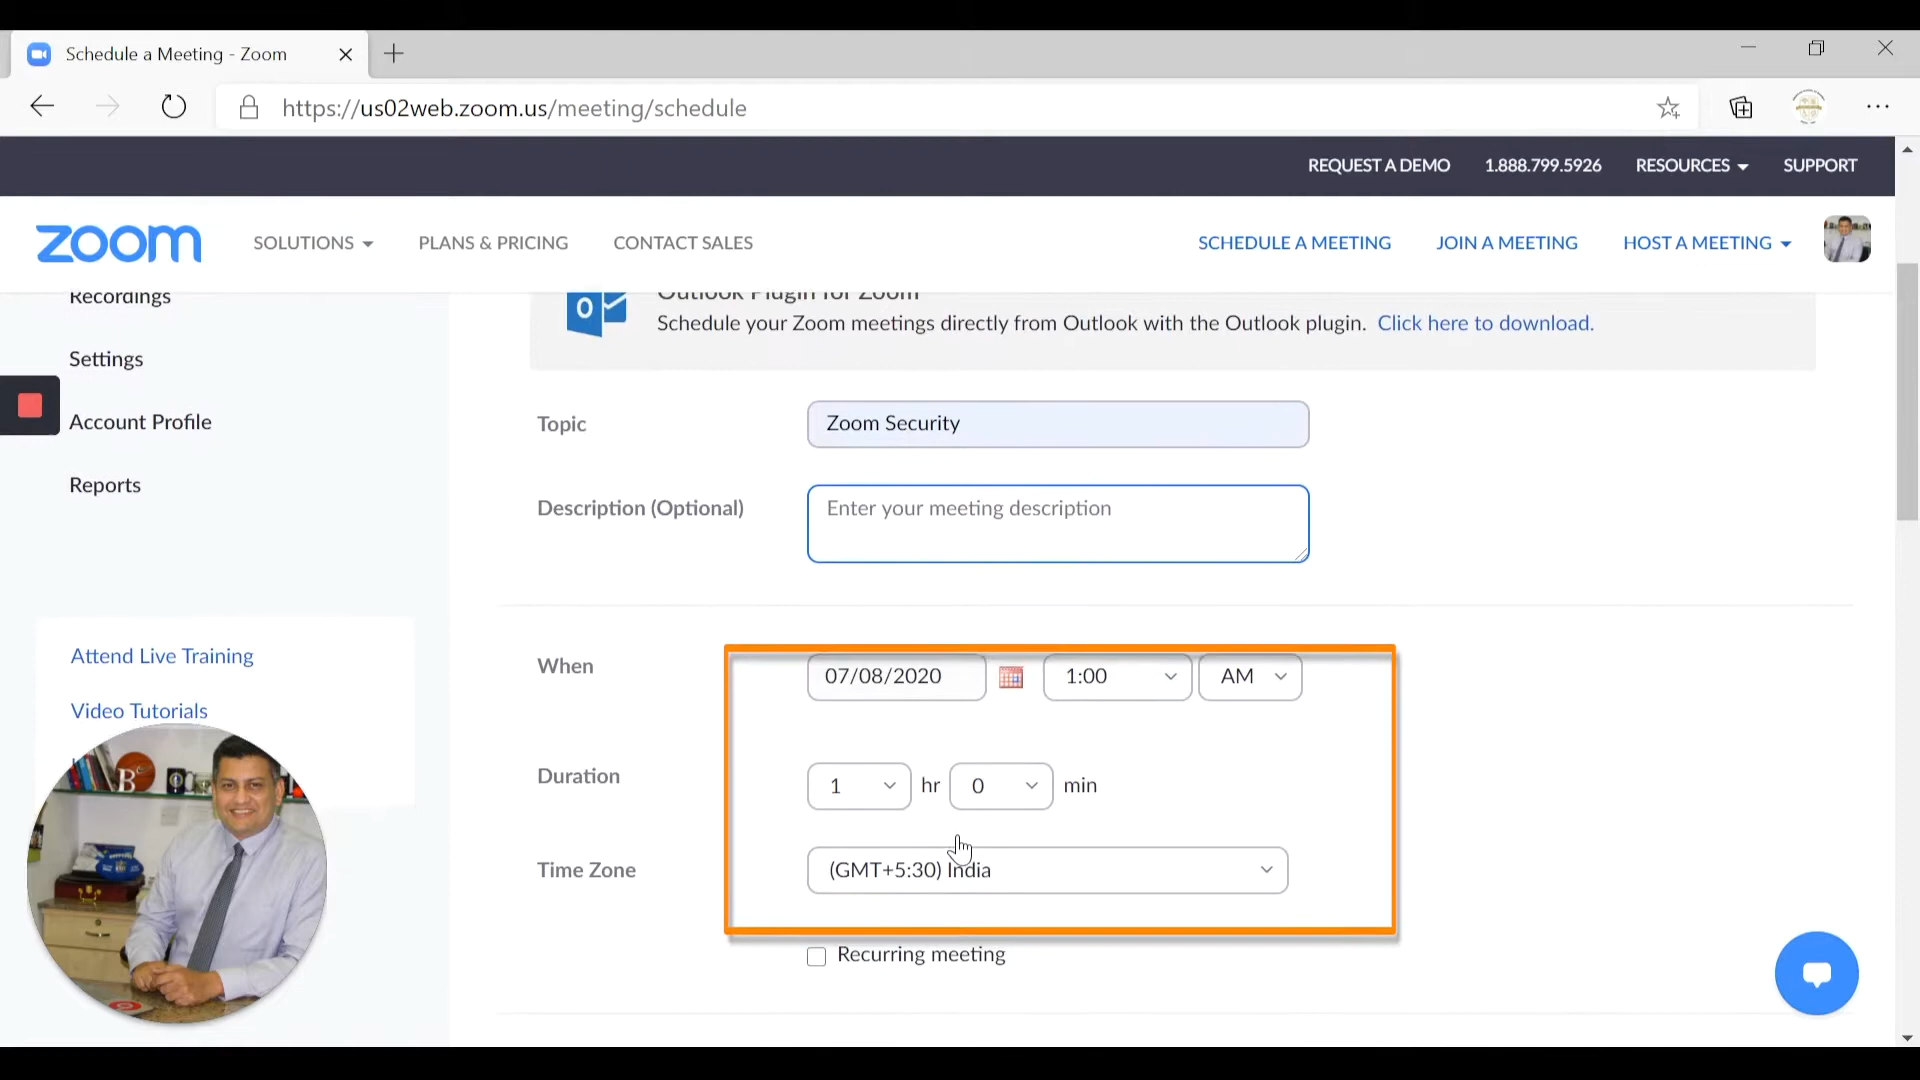 Schedule a Meeting - Zoom
https://us02web.zoom.us/meeting/schedule
REQUEST A DEMO 1.888.799.5926 RESOURCES SUPPORT
zoom SOLUTIONS PLANS & PRICING CONTACT SALES SCHEDULE A MEETING JOIN A MEETING HOST A MEETING
Recordings
Settings
Account Profile
Reports
Attend Live Training
Video Tutorials
Outlook Plugin for Zoom
Schedule your Zoom meetings directly from Outlook with the Outlook plugin. Click here to download.
Topic Zoom Security
Description (Optional) Enter your meeting description
When 07/08/2020 1:00 AM
Duration 1 hr 0 min
Time Zone (GMT+5:30) India
Recurring meeting